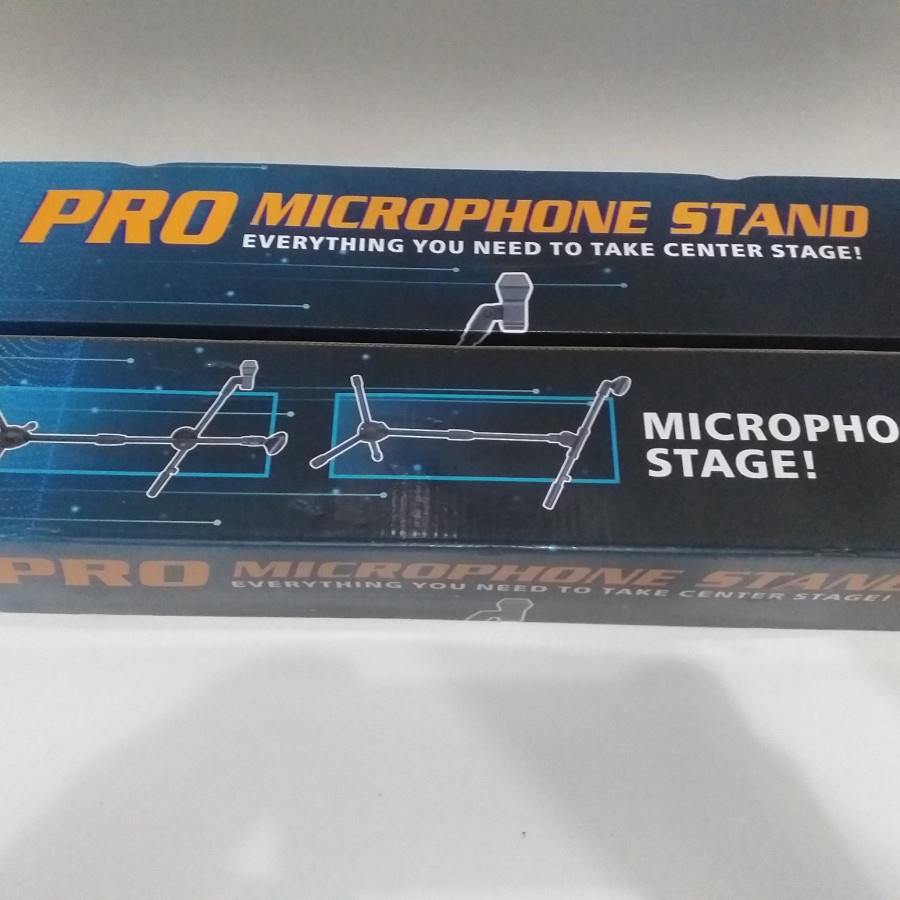 PRO MICROPHONE STAND
EVERYTHING YOU NEED TO TAKE CENTER STAGE!
MICROPHO
STAGE!
PRO MICROPHONE STAND
EVERYTHING YOU NEED TO TAKE CENTER STAGE!